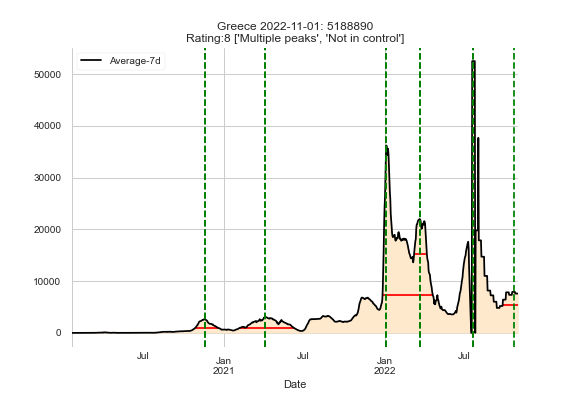 Greece 2022-11-01: 5188890
Rating:8 ['Multiple peaks', 'Not in control']
Average-7d
50000
40000
30000
20000
10000
0
Jul
Jan
2021
Jul
Jan
2022
Jul
Date